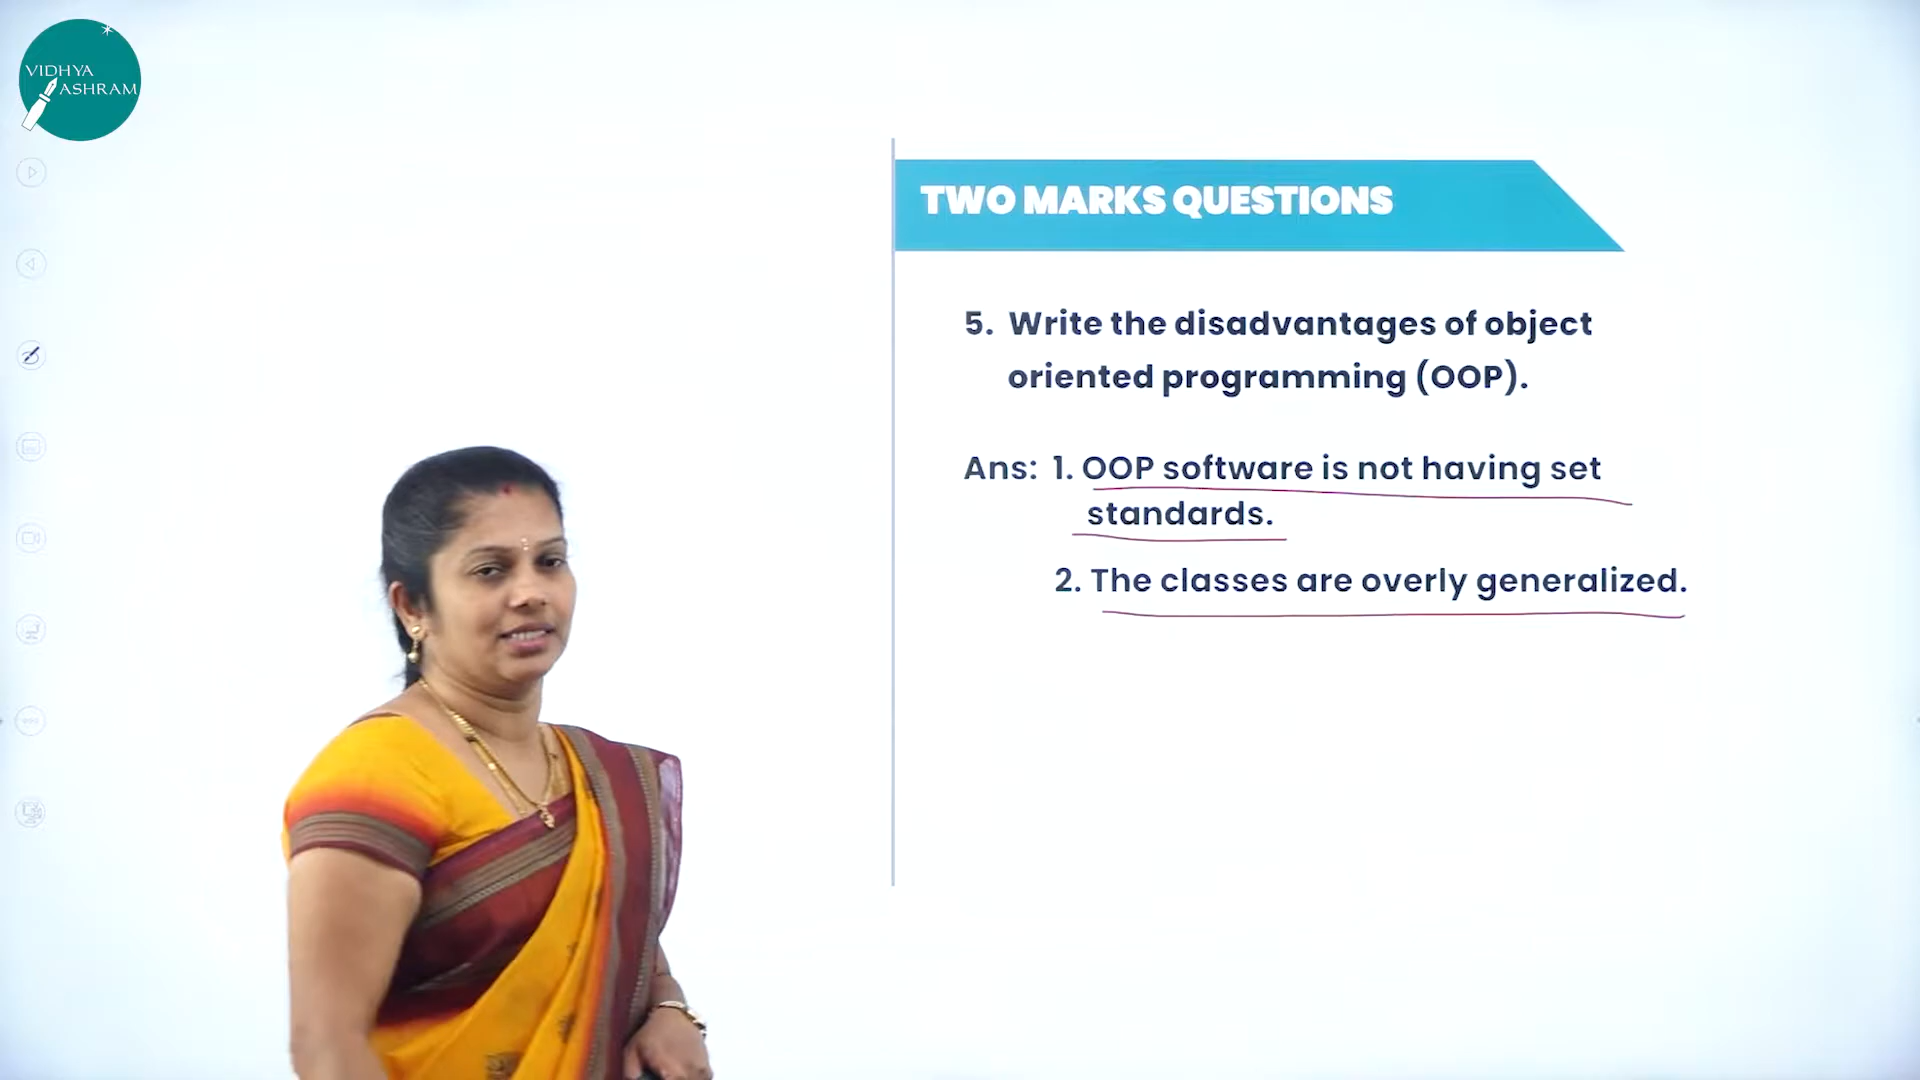 VIDHYA
ASHRAM
TWO MARKS QUESTIONS
5. Write the disadvantages of object
oriented programming (OOP).
Ans: 1. OOP software is not having set
standards.
2. The classes are overly generalized.